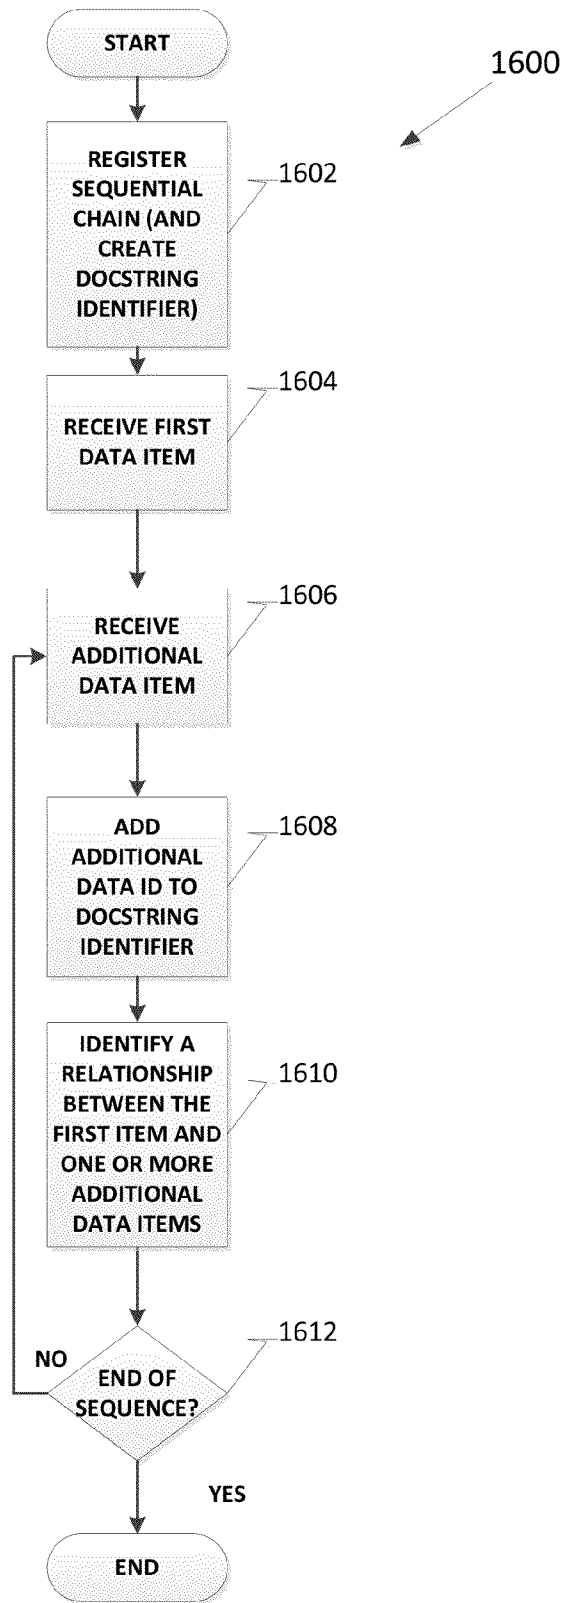 START
1600
REGISTER
SEQUENTIAL
CHAIN (AND
CREATE
DOCSTRING
IDENTIFIER)
1602
RECEIVE FIRST
DATA ITEM
1604
RECEIVE
ADDITIONAL
DATA ITEM
1606
ADD
ADDITIONAL
DATA ID TO
DOCSTRING
IDENTIFIER
1608
IDENTIFY A
RELATIONSHIP
BETWEEN THE
FIRST ITEM AND
ONE OR MORE
ADDITIONAL
DATA ITEMS
1610
END OF
SEQUENCE?
1612
NO
YES
END